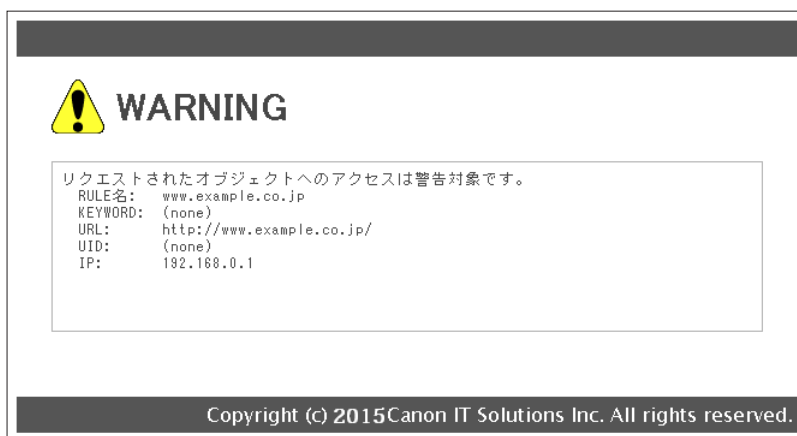 WARNING
リクエストされたオブジェクトへのアクセスは警告対象です。
RULE名: www.example.co.jp
KEYWORD: (none)
URL: http://www.example.co.jp/
UID: (none)
IP: 192.168.0.1
Copyright (c) 2015Canon IT Solutions Inc. All rights reserved.